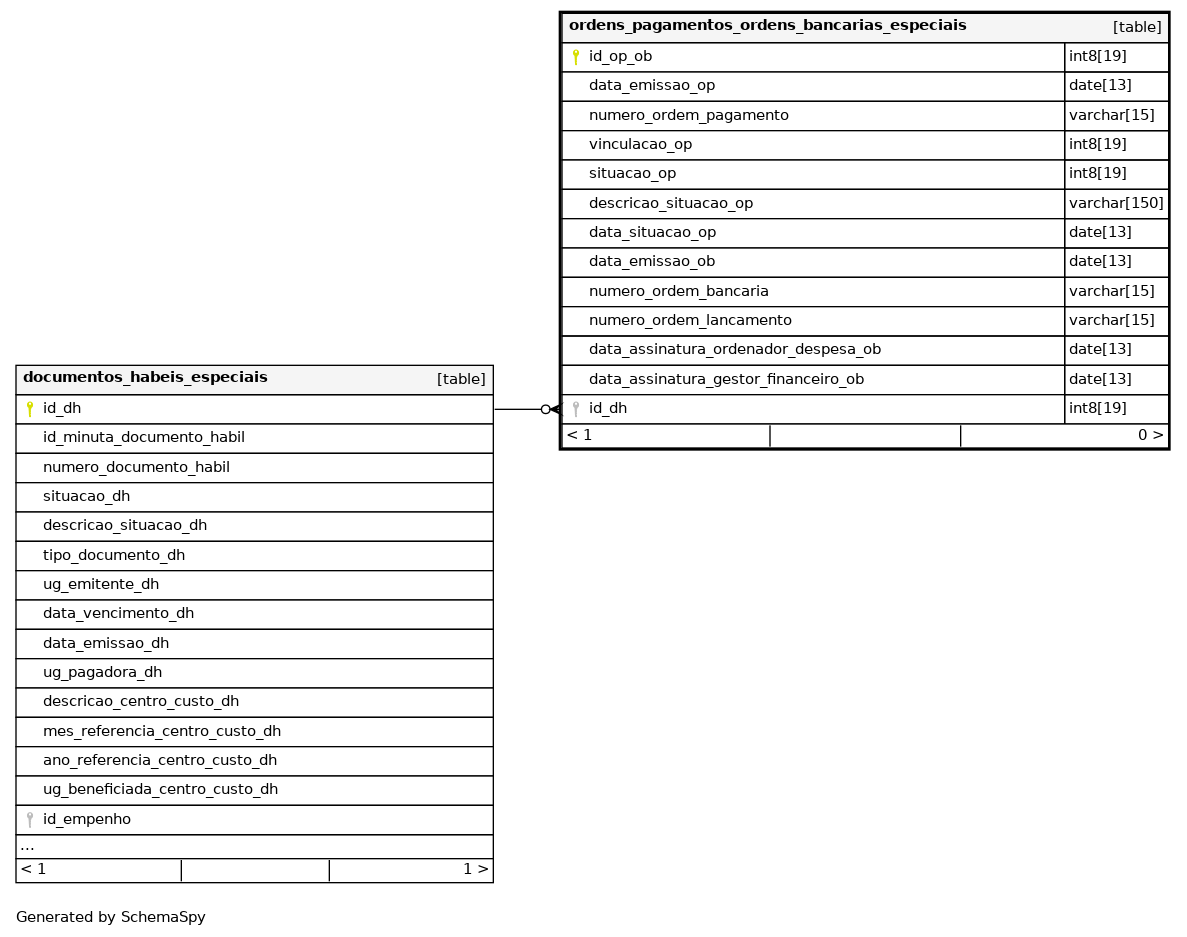 ordens_pagamentos_ordens_bancarias_especiais [table]
id_op_ob int8[19]
data_emissao_op date[13]
numero_ordem_pagamento varchar[15]
vinculacao_op int8[19]
situacao_op int8[19]
descricao_situacao_op varchar[150]
data_situacao_op date[13]
data_emissao_ob date[13]
numero_ordem_bancaria varchar[15]
numero_ordem_lancamento varchar[15]
data_assinatura_ordenador_despesa_ob date[13]
data_assinatura_gestor_financeiro_ob date[13]
id_dh int8[19]
< 1 0 >
documentos_habeis_especiais [table]
id_dh
id_minuta_documento_habil
numero_documento_habil
situacao_dh
descricao_situacao_dh
tipo_documento_dh
ug_emitente_dh
data_vencimento_dh
data_emissao_dh
ug_pagadora_dh
descricao_centro_custo_dh
mes_referencia_centro_custo_dh
ano_referencia_centro_custo_dh
ug_beneficiada_centro_custo_dh
id_empenho
...
< 1 1 >
Generated by SchemaSpy